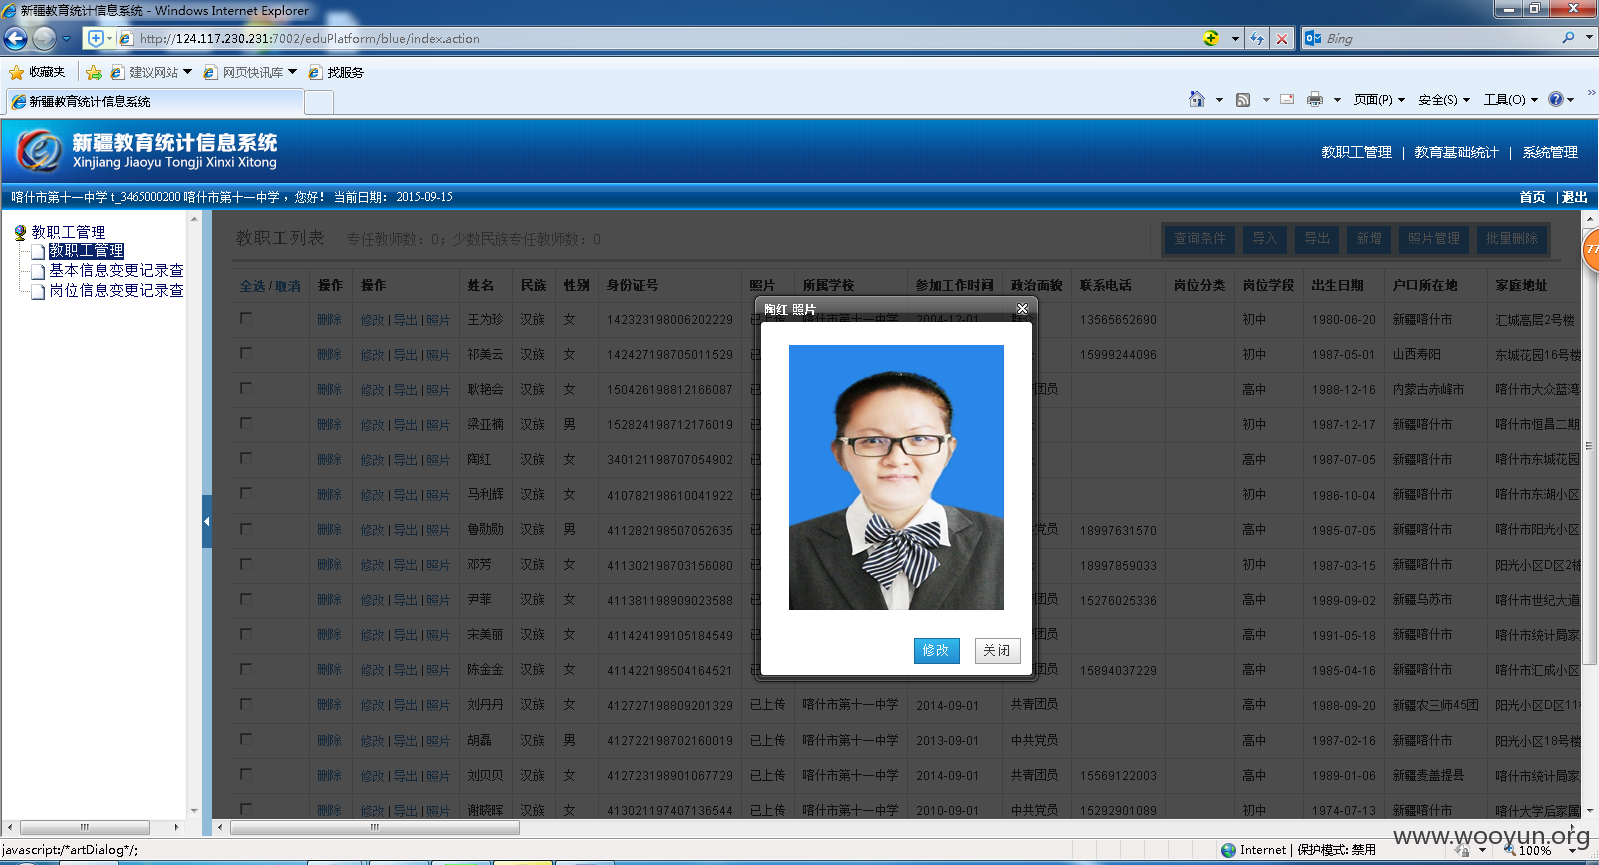 新疆教育统计信息系统 - Windows Internet Explorer
http://124.117.230.231:7002/eduPlatform/blue/index.action
Bing
收藏夹 建议网站 网页快讯库 找服务
新疆教育统计信息系统
页面(P) 安全(S) 工具(O)
新疆教育统计信息系统
Xinjiang Jiaoyu Tongji Xinxi Xitong
教职工管理 | 教育基础统计 | 系统管理
喀什市第十一中学 t_3465000200 喀什市第十一中学 ，您好！ 当前日期： 2015-09-15
首页 | 退出
教职工管理
教职工管理
基本信息变更记录查
岗位信息变更记录查
教职工列表 专任教师数：0；少数民族专任教师数：0
查询条件 导入 导出 新增 照片管理 批量删除
全选 / 取消 操作 操作 姓名 民族 性别 身份证号 照片 所属学校 参加工作时间 政治面貌 联系电话 岗位分类 岗位学段 出生日期 户口所在地 家庭地址
删除 修改 | 导出 | 照片 王为珍 汉族 女 142323198006202229 已上传 喀什市第十一中学 2004-12-01 群众 13565652690 初中 1980-06-20 新疆喀什市 汇城高层2号楼
删除 修改 | 导出 | 照片 祁美云 汉族 女 142427198705011529 15999244096 初中 1987-05-01 山西寿阳 东城花园16号楼
删除 修改 | 导出 | 照片 耿艳会 汉族 女 150426198812166087 团员 高中 1988-12-16 内蒙古赤峰市 喀什市大众蓝湾
删除 修改 | 导出 | 照片 梁亚楠 汉族 男 152824198712176019 初中 1987-12-17 新疆喀什市 喀什市恒昌二期
删除 修改 | 导出 | 照片 陶红 汉族 女 340121198707054902 高中 1987-07-05 新疆喀什市 喀什市东城花园
删除 修改 | 导出 | 照片 马利辉 汉族 女 410782198610041922 初中 1986-10-04 新疆喀什市 喀什市东湖小区
删除 修改 | 导出 | 照片 鲁勋勋 汉族 男 411282198507052635 党员 18997631570 高中 1985-07-05 新疆喀什市 喀什市阳光小区
删除 修改 | 导出 | 照片 邓芳 汉族 女 411302198703156080 18997859033 初中 1987-03-15 新疆喀什市 阳光小区D区2栋
删除 修改 | 导出 | 照片 尹菲 汉族 女 411381198909023588 团员 15276025336 高中 1989-09-02 新疆乌苏市 喀什市世纪大道
删除 修改 | 导出 | 照片 宋美丽 汉族 女 411424199105184549 团员 高中 1991-05-18 新疆喀什市 喀什市统计局家
删除 修改 | 导出 | 照片 陈金金 汉族 女 411422198504164521 团员 15894037229 高中 1985-04-16 新疆喀什市 喀什市汇成小区
删除 修改 | 导出 | 照片 刘丹丹 汉族 女 412727198809201329 已上传 喀什市第十一中学 2014-09-01 共青团员 高中 1988-09-20 新疆农三师45团 阳光小区D区11
删除 修改 | 导出 | 照片 胡磊 汉族 男 412722198702160019 已上传 喀什市第十一中学 2013-09-01 中共党员 高中 1987-02-16 新疆喀什市 阳光小区18号楼
删除 修改 | 导出 | 照片 刘贝贝 汉族 女 412723198901067729 已上传 喀什市第十一中学 2014-09-01 共青团员 15569122003 高中 1989-01-06 新疆麦盖提县 喀什市统计局家
删除 修改 | 导出 | 照片 谢晓晖 汉族 女 413021197407136544 已上传 喀什市第十一中学 2010-09-01 中共党员 15292901089 初中 1974-07-13 新疆喀什市 喀什大学后家属
陶红 照片
修改 关闭
77
www.wooyun.org
javascript:/*artDialog*/;
Internet | 保护模式: 禁用
100%